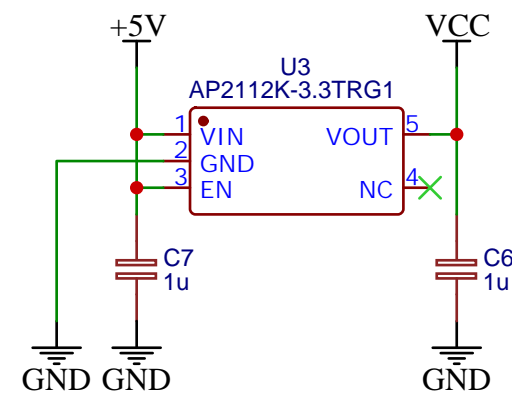 +5V
VCC
U3
AP2112K-3.3TRG1
1
VIN
VOUT
5
2
GND
3
EN
NC
4
C7
1u
C6
1u
GND
GND
GND